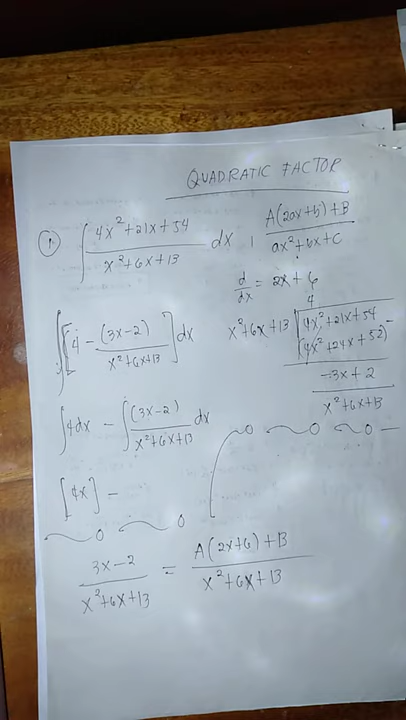 QUADRATIC FACTOR
① ∫ (4x²+21x+54)/(x²+6x+13) dx ; (A(2ax+b)+B)/(ax²+bx+c)
d/dx = 2x+6
4
x²+6x+13 | 4x²+21x+54
(4x²+24x+52) -
-3x+2
x²+6x+13
∫[4 - (3x-2)/(x²+6x+13)]dx
∫4dx - ∫(3x-2)/(x²+6x+13) dx
[4x] -
(3x-2)/(x²+6x+13) = (A(2x+6)+B)/(x²+6x+13)